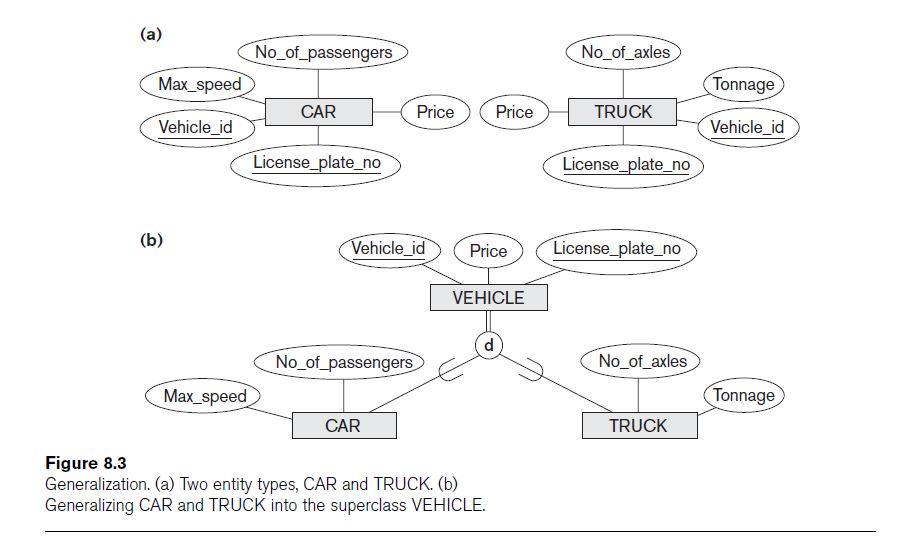 (a)
No_of_passengers
No_of_axles
Max_speed
Tonnage
CAR
Price
Price
TRUCK
Vehicle_id
Vehicle_id
License_plate_no
License_plate_no
(b)
Vehicle_id
Price
License_plate_no
VEHICLE
d
No_of_passengers
No_of_axles
Max_speed
Tonnage
CAR
TRUCK
Figure 8.3
Generalization. (a) Two entity types, CAR and TRUCK. (b)
Generalizing CAR and TRUCK into the superclass VEHICLE.